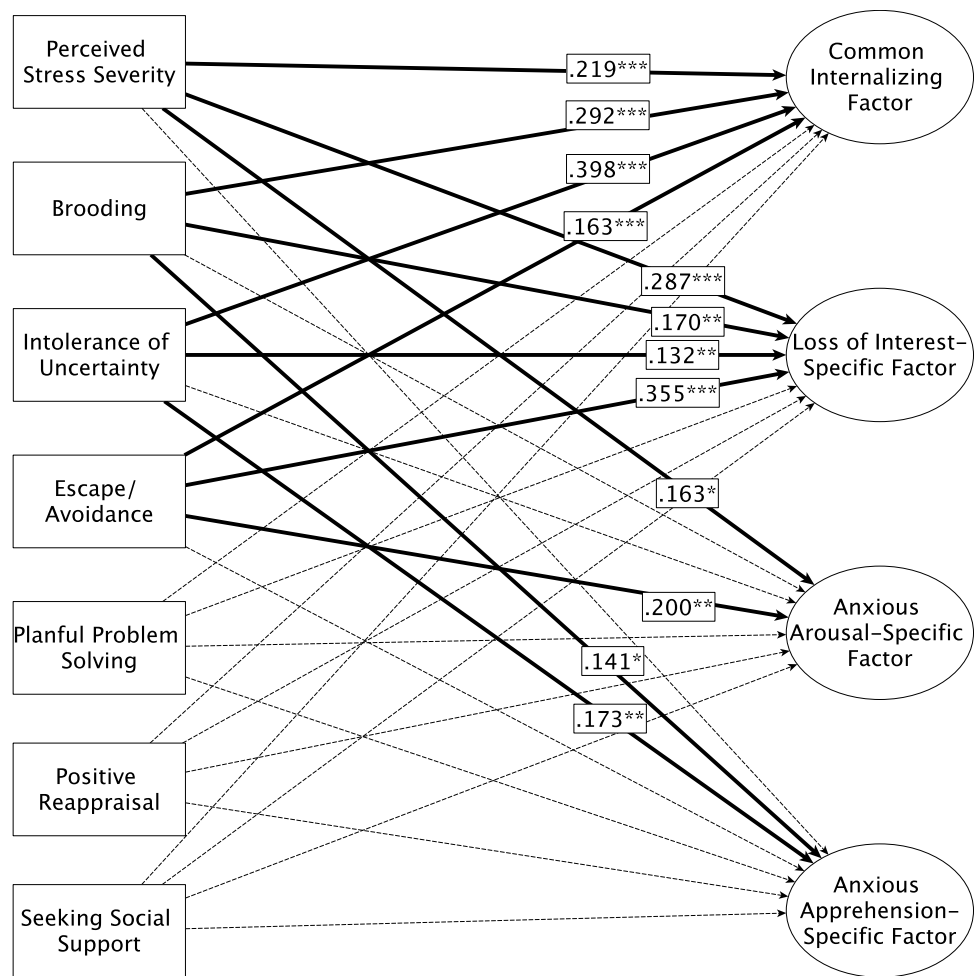 Perceived
Stress Severity
Brooding
Intolerance of
Uncertainty
Escape/
Avoidance
Planful Problem
Solving
Positive
Reappraisal
Seeking Social
Support
.219***
.292***
.398***
.163***
.287***
.170**
.132**
.355***
.163*
.200**
.141*
.173**
Common
Internalizing
Factor
Loss of Interest–
Specific Factor
Anxious
Arousal–Specific
Factor
Anxious
Apprehension–
Specific Factor